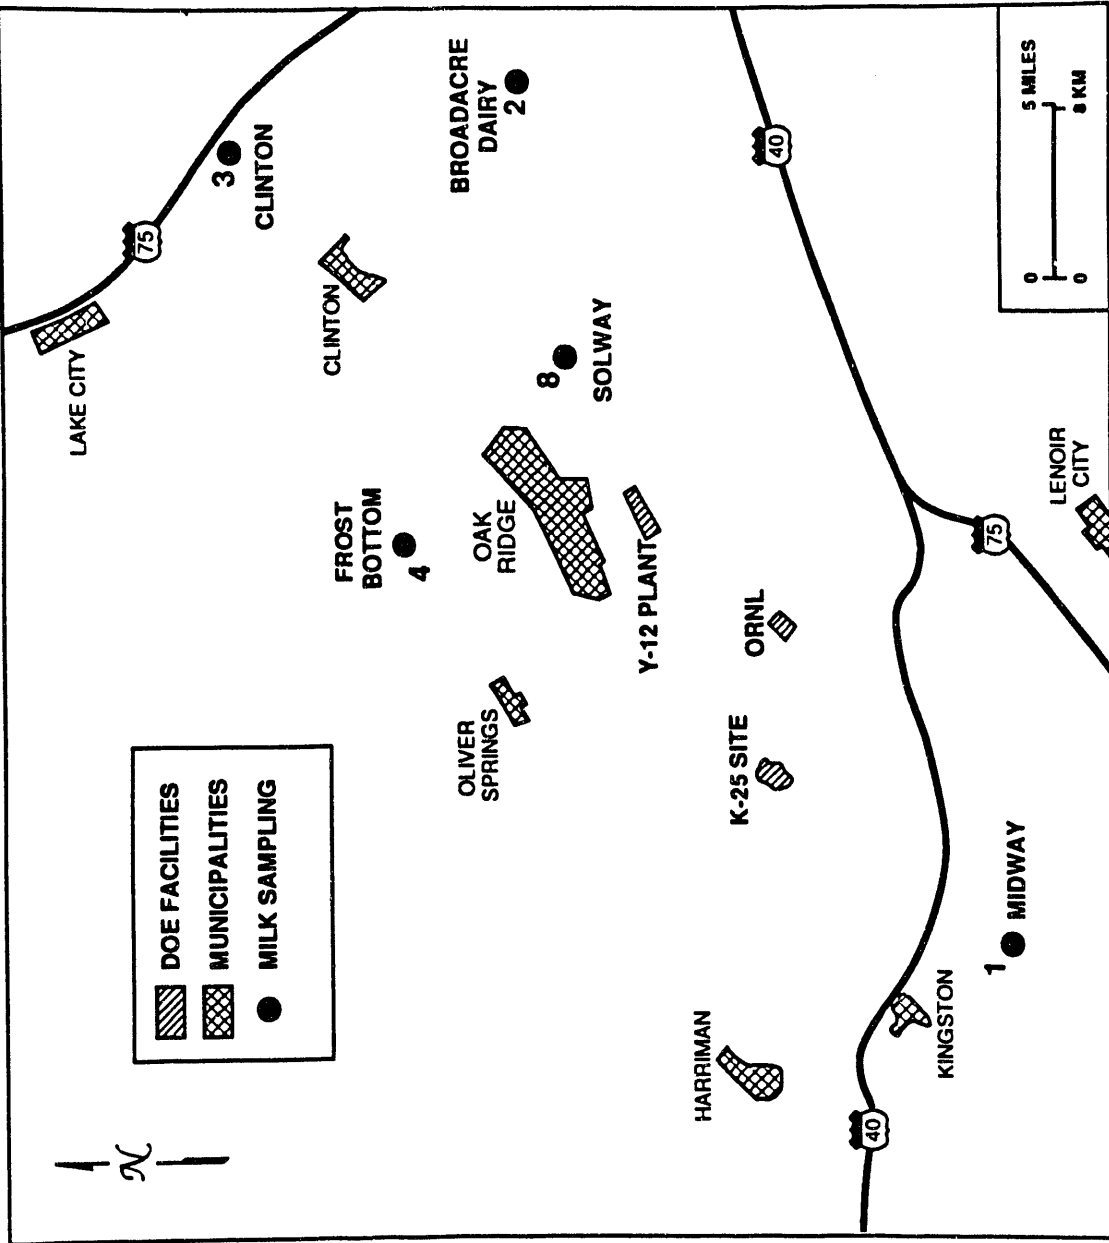 N
DOE FACILITIES
MUNICIPALITIES
MILK SAMPLING
LAKE CITY
75
3
CLINTON
CLINTON
BROADACRE
DAIRY
2
FROST
BOTTOM
4
OAK
RIDGE
8
SOLWAY
OLIVER
SPRINGS
Y-12 PLANT
ORNL
K-25 SITE
40
HARRIMAN
KINGSTON
40
1
MIDWAY
75
LENOIR
CITY
0 5 MILES
0 8 KM